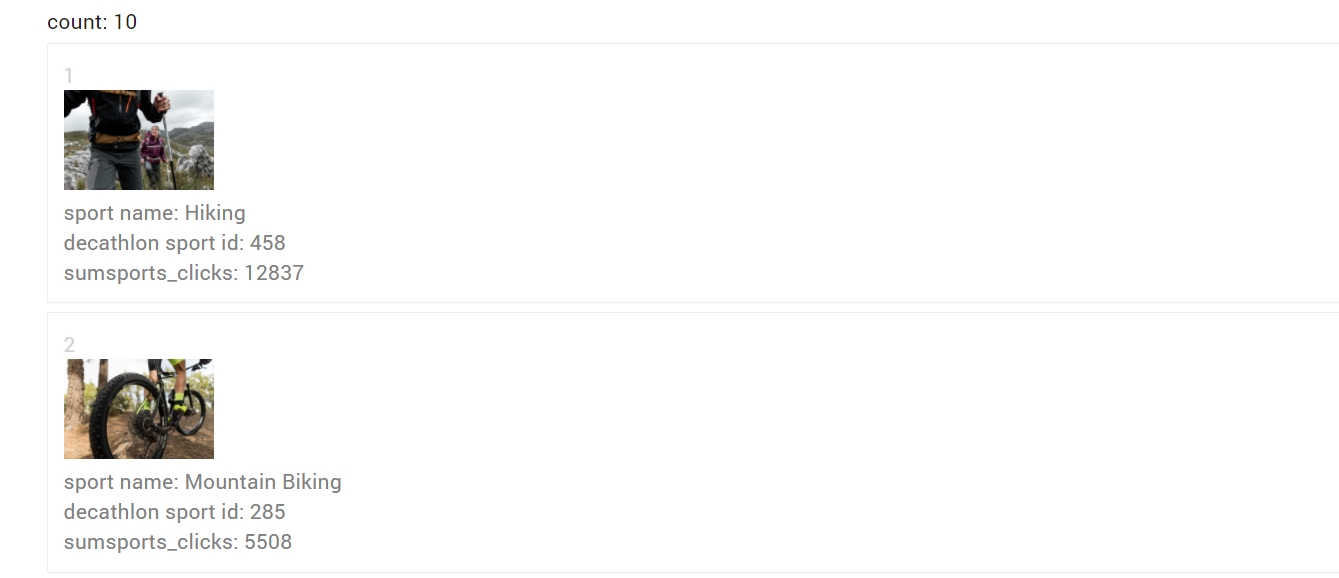 count: 10
1
sport name: Hiking
decathlon sport id: 458
sumsports_clicks: 12837
2
sport name: Mountain Biking
decathlon sport id: 285
sumsports_clicks: 5508